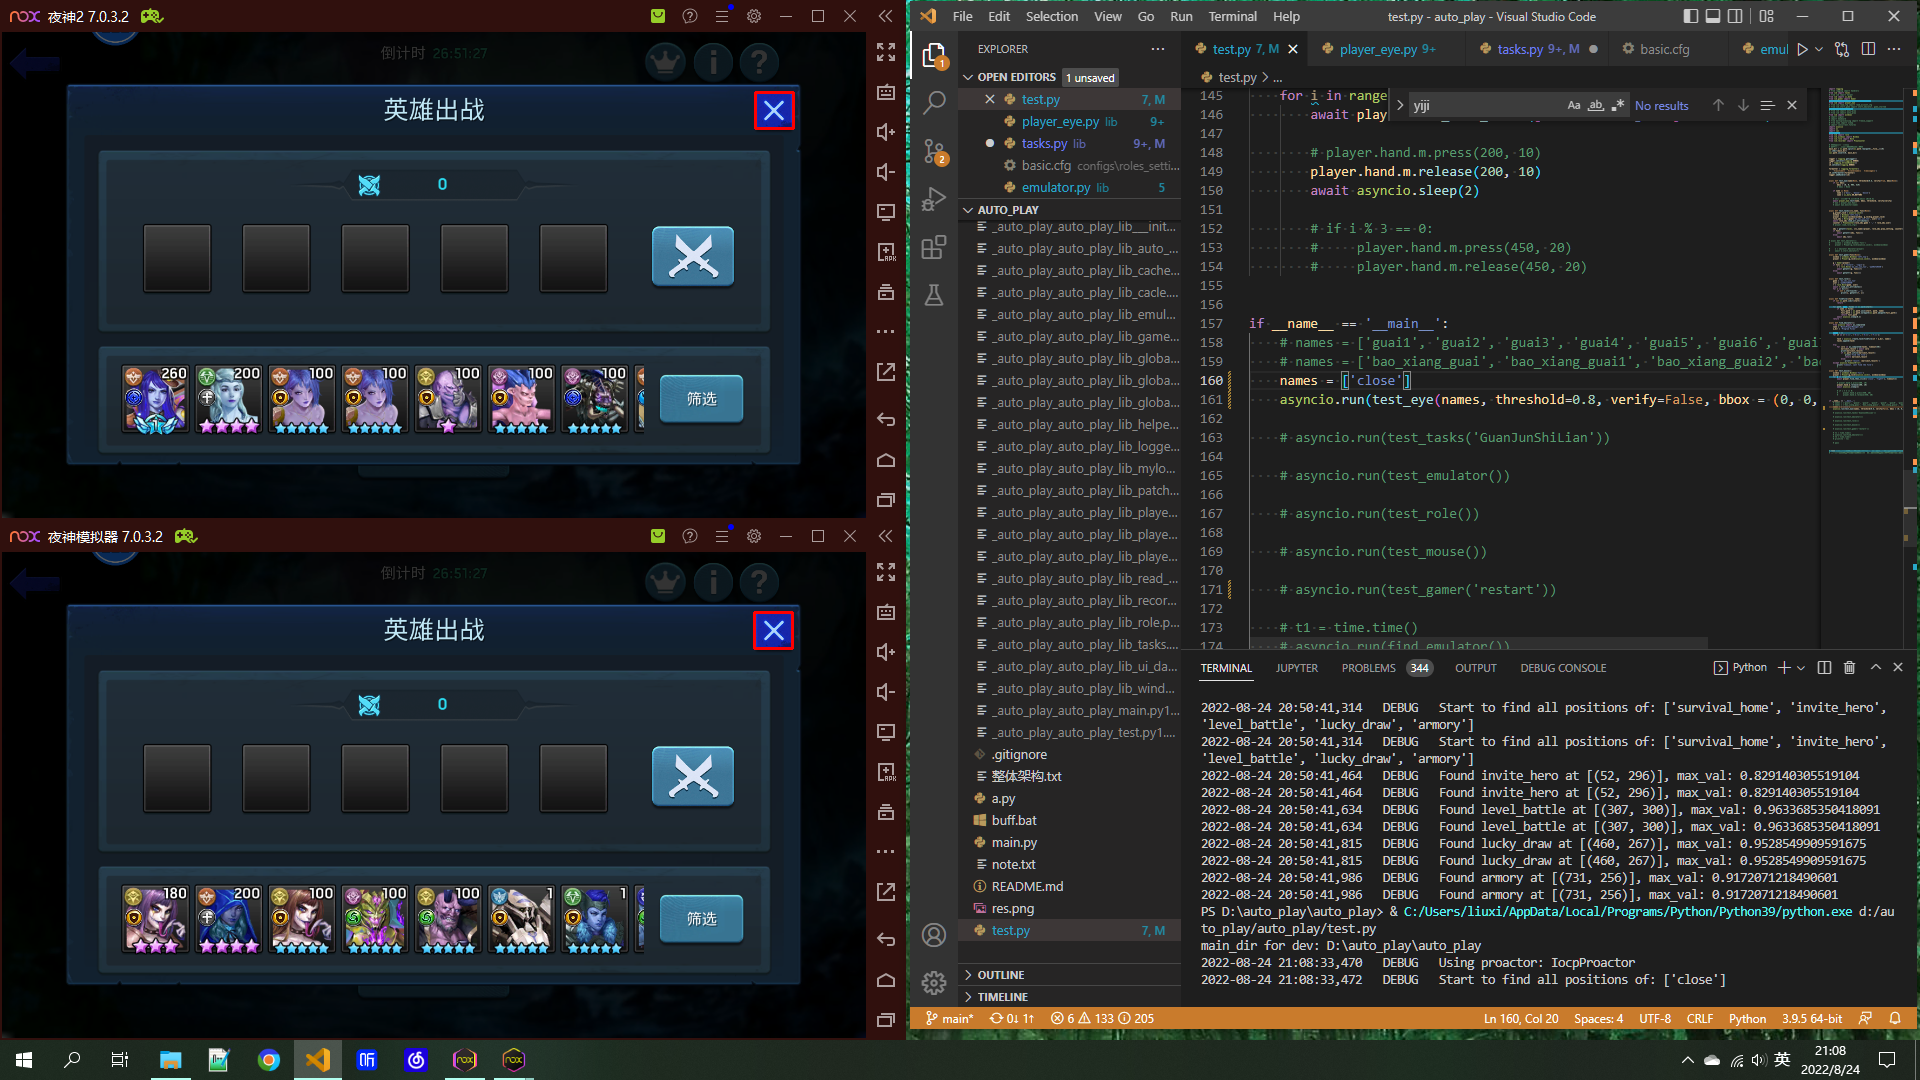 nox 夜神2 7.0.3.2
倒计时 26:51:27
英雄出战
0
260 200 100 100 100 100 100
筛选
nox 夜神模拟器 7.0.3.2
倒计时 26:51:27
英雄出战
0
180 200 100 100 100 1 1
筛选
File Edit Selection View Go Run Terminal Help
test.py - auto_play - Visual Studio Code
EXPLORER
OPEN EDITORS 1 unsaved
test.py 7, M
player_eye.py lib 9+
tasks.py lib 9+, M
basic.cfg configs\roles_setti...
emulator.py lib 5
AUTO_PLAY
_auto_play_auto_play_lib__init...
_auto_play_auto_play_lib_auto_...
_auto_play_auto_play_lib_cache...
_auto_play_auto_play_lib_cacle....
_auto_play_auto_play_lib_emul...
_auto_play_auto_play_lib_game...
_auto_play_auto_play_lib_globa...
_auto_play_auto_play_lib_globa...
_auto_play_auto_play_lib_globa...
_auto_play_auto_play_lib_helpe...
_auto_play_auto_play_lib_logge...
_auto_play_auto_play_lib_mylo...
_auto_play_auto_play_lib_patch...
_auto_play_auto_play_lib_playe...
_auto_play_auto_play_lib_playe...
_auto_play_auto_play_lib_playe...
_auto_play_auto_play_lib_read_...
_auto_play_auto_play_lib_recor...
_auto_play_auto_play_lib_role.p...
_auto_play_auto_play_lib_tasks....
_auto_play_auto_play_lib_ui_da...
_auto_play_auto_play_lib_wind...
_auto_play_auto_play_main.py1...
_auto_play_auto_play_test.py1....
.gitignore
整体架构.txt
a.py
buff.bat
main.py
note.txt
README.md
res.png
test.py 7, M
OUTLINE
TIMELINE
test.py 7, M player_eye.py 9+ tasks.py 9+, M basic.cfg emul
test.py > ...
yiji Aa ab No results
145 for i in range
146 await play
147
148 # player.hand.m.press(200, 10)
149 player.hand.m.release(200, 10)
150 await asyncio.sleep(2)
151
152 # if i % 3 == 0:
153 # player.hand.m.press(450, 20)
154 # player.hand.m.release(450, 20)
155
156
157 if __name__ == '__main__':
158 # names = ['guai1', 'guai2', 'guai3', 'guai4', 'guai5', 'guai6', 'guai
159 # names = ['bao_xiang_guai', 'bao_xiang_guai1', 'bao_xiang_guai2', 'bao
160 names = ['close']
161 asyncio.run(test_eye(names, threshold=0.8, verify=False, bbox = (0, 0,
162
163 # asyncio.run(test_tasks('GuanJunShiLian'))
164
165 # asyncio.run(test_emulator())
166
167 # asyncio.run(test_role())
168
169 # asyncio.run(test_mouse())
170
171 # asyncio.run(test_gamer('restart'))
172
173 # t1 = time.time()
174 # asyncio.run(find_emulator())
TERMINAL JUPYTER PROBLEMS 344 OUTPUT DEBUG CONSOLE Python
2022-08-24 20:50:41,314 DEBUG Start to find all positions of: ['survival_home', 'invite_hero',
'level_battle', 'lucky_draw', 'armory']
2022-08-24 20:50:41,314 DEBUG Start to find all positions of: ['survival_home', 'invite_hero',
'level_battle', 'lucky_draw', 'armory']
2022-08-24 20:50:41,464 DEBUG Found invite_hero at [(52, 296)], max_val: 0.829140305519104
2022-08-24 20:50:41,464 DEBUG Found invite_hero at [(52, 296)], max_val: 0.829140305519104
2022-08-24 20:50:41,634 DEBUG Found level_battle at [(307, 300)], max_val: 0.9633685350418091
2022-08-24 20:50:41,634 DEBUG Found level_battle at [(307, 300)], max_val: 0.9633685350418091
2022-08-24 20:50:41,815 DEBUG Found lucky_draw at [(460, 267)], max_val: 0.9528549909591675
2022-08-24 20:50:41,815 DEBUG Found lucky_draw at [(460, 267)], max_val: 0.9528549909591675
2022-08-24 20:50:41,986 DEBUG Found armory at [(731, 256)], max_val: 0.9172071218490601
2022-08-24 20:50:41,986 DEBUG Found armory at [(731, 256)], max_val: 0.9172071218490601
PS D:\auto_play\auto_play> & C:/Users/liuxi/AppData/Local/Programs/Python/Python39/python.exe d:/au
to_play/auto_play/test.py
main_dir for dev: D:\auto_play\auto_play
2022-08-24 21:08:33,470 DEBUG Using proactor: IocpProactor
2022-08-24 21:08:33,472 DEBUG Start to find all positions of: ['close']
main* 0↓ 1↑ 6 133 205
Ln 160, Col 20 Spaces: 4 UTF-8 CRLF Python 3.9.5 64-bit
英 21:08
2022/8/24